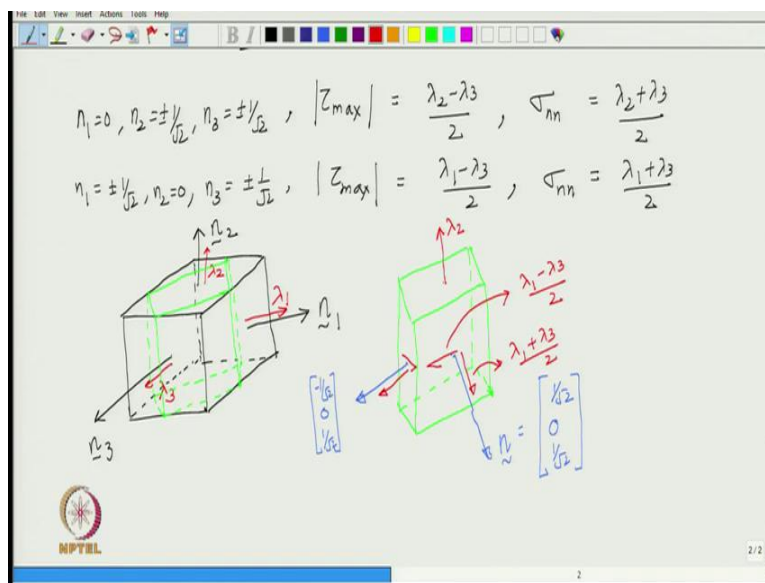 File Edit View Insert Actions Tools Help
B I
n₁=0, n₂=±1/√2, n₃=±1/√2, |τmax| = (λ₂-λ₃)/2, σnn = (λ₂+λ₃)/2
n₁=±1/√2, n₂=0, n₃=±1/√2, |τmax| = (λ₁-λ₃)/2, σnn = (λ₁+λ₃)/2
n₂
λ₂
λ₁
n₁
λ₃
n₃
λ₂
(λ₁-λ₃)/2
(λ₁+λ₃)/2
[-1/√2 0 1/√2]
n = [1/√2 0 1/√2]
NPTEL
2/2
2